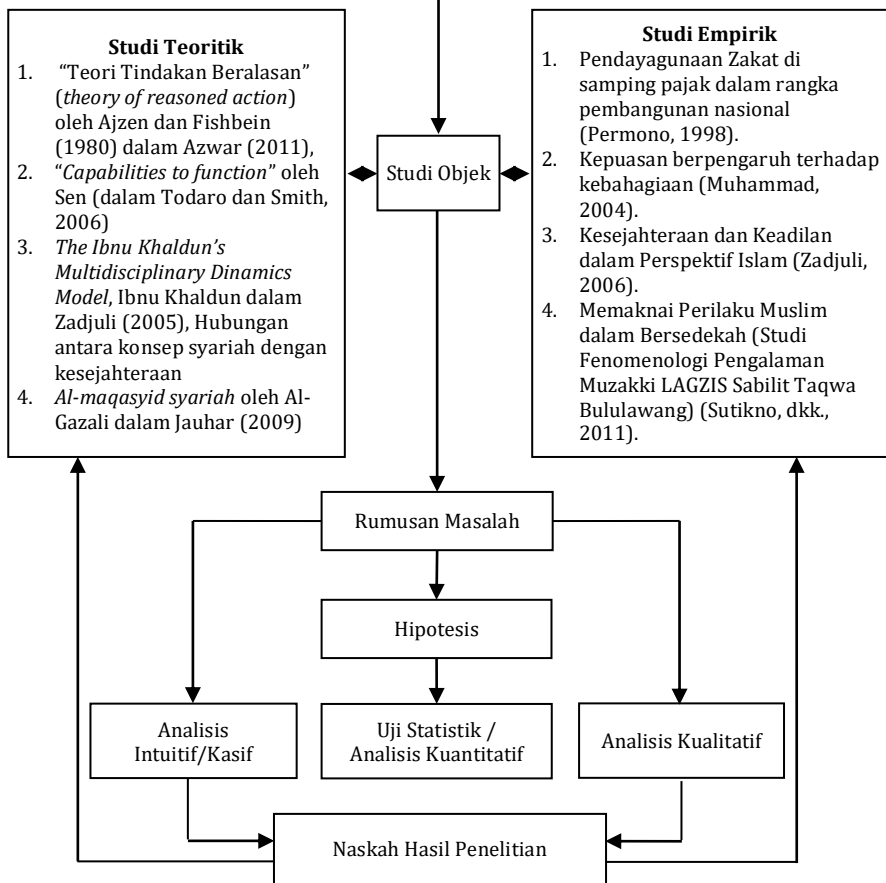 Studi Teoritik
1. “Teori Tindakan Beralasan”
(theory of reasoned action)
oleh Ajzen dan Fishbein
(1980) dalam Azwar (2011),
2. “Capabilities to function” oleh
Sen (dalam Todaro dan Smith,
2006)
3. The Ibnu Khaldun’s
Multidisciplinary Dinamics
Model, Ibnu Khaldun dalam
Zadjuli (2005), Hubungan
antara konsep syariah dengan
kesejahteraan
4. Al-maqasyid syariah oleh Al-
Gazali dalam Jauhar (2009)
Studi Objek
Studi Empirik
1. Pendayagunaan Zakat di
samping pajak dalam rangka
pembangunan nasional
(Permono, 1998).
2. Kepuasan berpengaruh terhadap
kebahagiaan (Muhammad,
2004).
3. Kesejahteraan dan Keadilan
dalam Perspektif Islam (Zadjuli,
2006).
4. Memaknai Perilaku Muslim
dalam Bersedekah (Studi
Fenomenologi Pengalaman
Muzakki LAGZIS Sabilit Taqwa
Bululawang) (Sutikno, dkk.,
2011).
Rumusan Masalah
Hipotesis
Analisis
Intuitif/Kasif
Uji Statistik /
Analisis Kuantitatif
Analisis Kualitatif
Naskah Hasil Penelitian